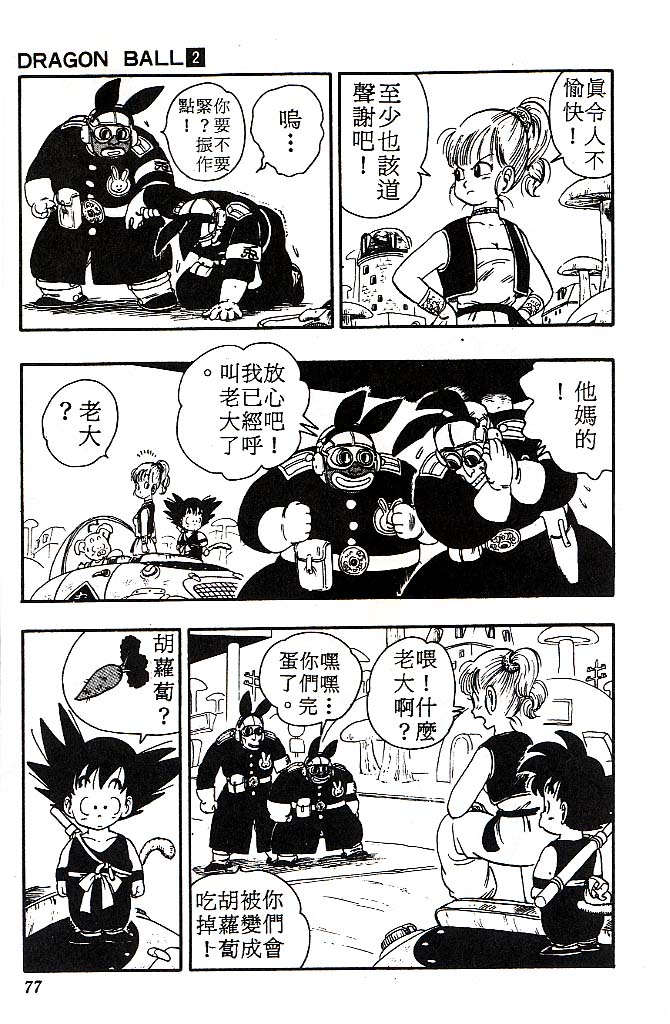 DRAGON BALL 2
眞令人不
愉快！
至少也該道
聲謝吧！
嗚…
你要不要
緊？振作
點！
他媽的
！
放心吧！
我已經呼
叫老大了
。
老大
？
喂！什麼
老大啊？
嘿嘿…
你們完
蛋了。
你們會
被變成
胡蘿蔔
吃掉！
胡蘿蔔？
77